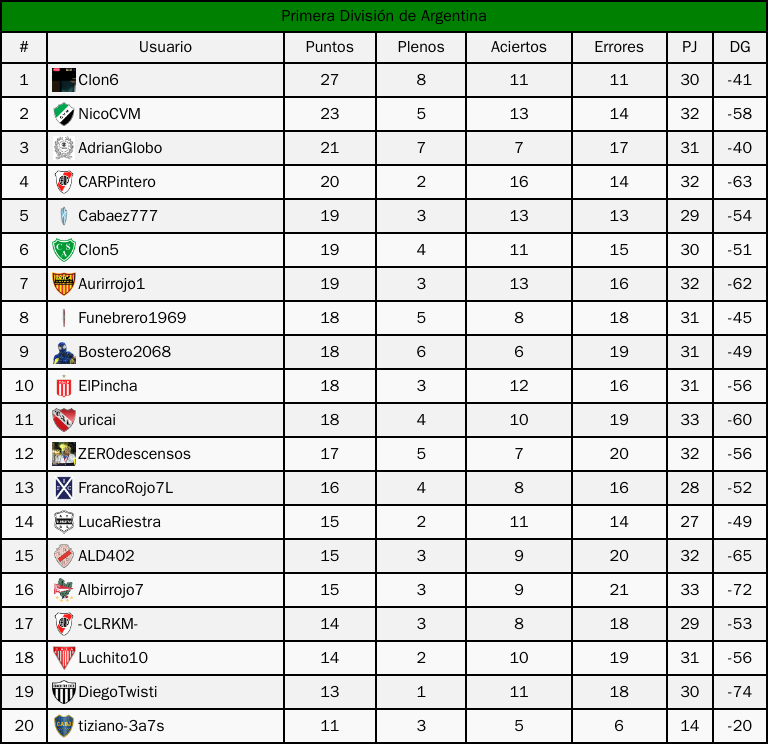 Primera División de Argentina
# Usuario Puntos Plenos Aciertos Errores PJ DG
1 Clon6 27 8 11 11 30 -41
2 NicoCVM 23 5 13 14 32 -58
3 AdrianGlobo 21 7 7 17 31 -40
4 CARPintero 20 2 16 14 32 -63
5 Cabaez777 19 3 13 13 29 -54
6 Clon5 19 4 11 15 30 -51
7 Aurirrojo1 19 3 13 16 32 -62
8 Funebrero1969 18 5 8 18 31 -45
9 Bostero2068 18 6 6 19 31 -49
10 ElPincha 18 3 12 16 31 -56
11 uricai 18 4 10 19 33 -60
12 ZEROdescensos 17 5 7 20 32 -56
13 FrancoRojo7L 16 4 8 16 28 -52
14 LucaRiestra 15 2 11 14 27 -49
15 ALD402 15 3 9 20 32 -65
16 Albirrojo7 15 3 9 21 33 -72
17 -CLRKM- 14 3 8 18 29 -53
18 Luchito10 14 2 10 19 31 -56
19 DiegoTwisti 13 1 11 18 30 -74
20 tiziano-3a7s 11 3 5 6 14 -20